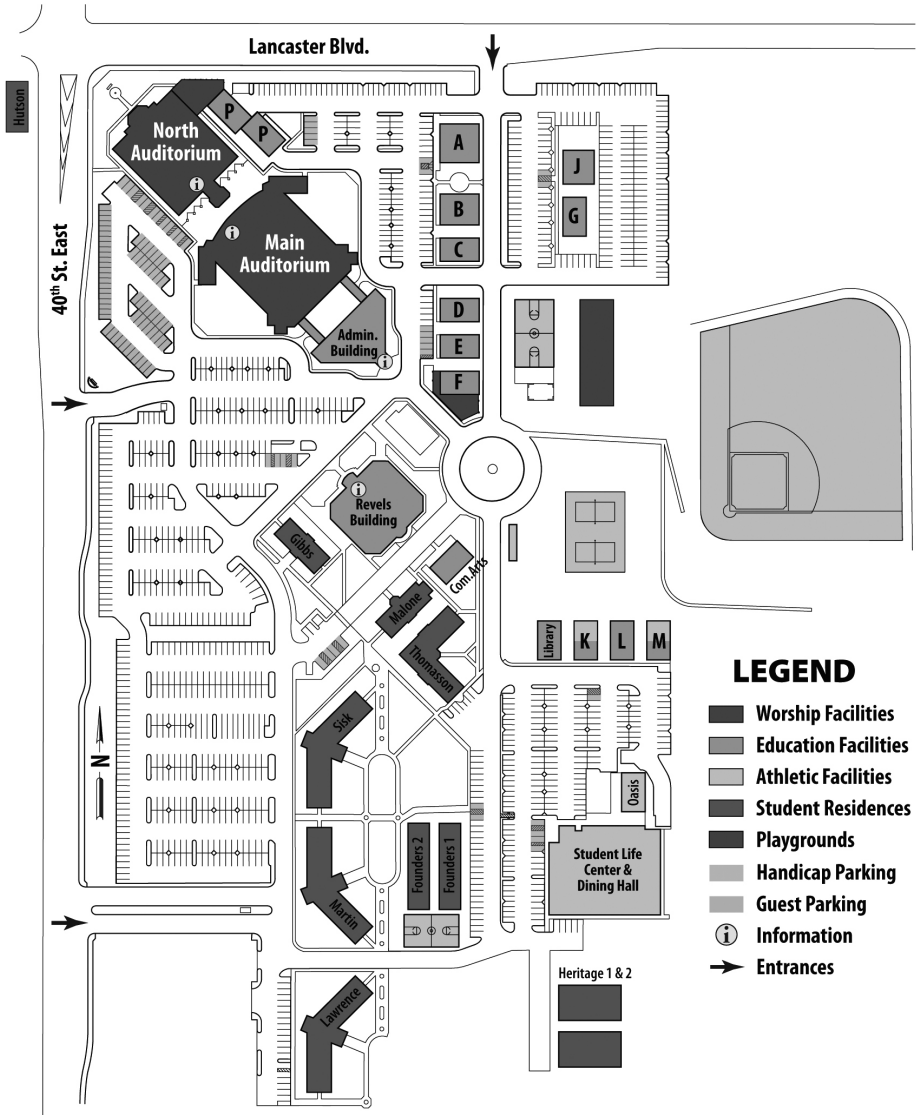 Lancaster Blvd.
Hutson
40th St. East
North
Auditorium
P
P
i
i
Main
Auditorium
Admin.
Building
i
A
B
C
D
E
F
J
G
i
Revels
Building
Gibbs
Com.Arts
Malone
Thomasson
Library
K
L
M
Sisk
N
Oasis
Founders 2
Founders 1
Martin
Student Life
Center &
Dining Hall
Lawrence
Heritage 1 & 2
LEGEND
Worship Facilities
Education Facilities
Athletic Facilities
Student Residences
Playgrounds
Handicap Parking
Guest Parking
i Information
Entrances